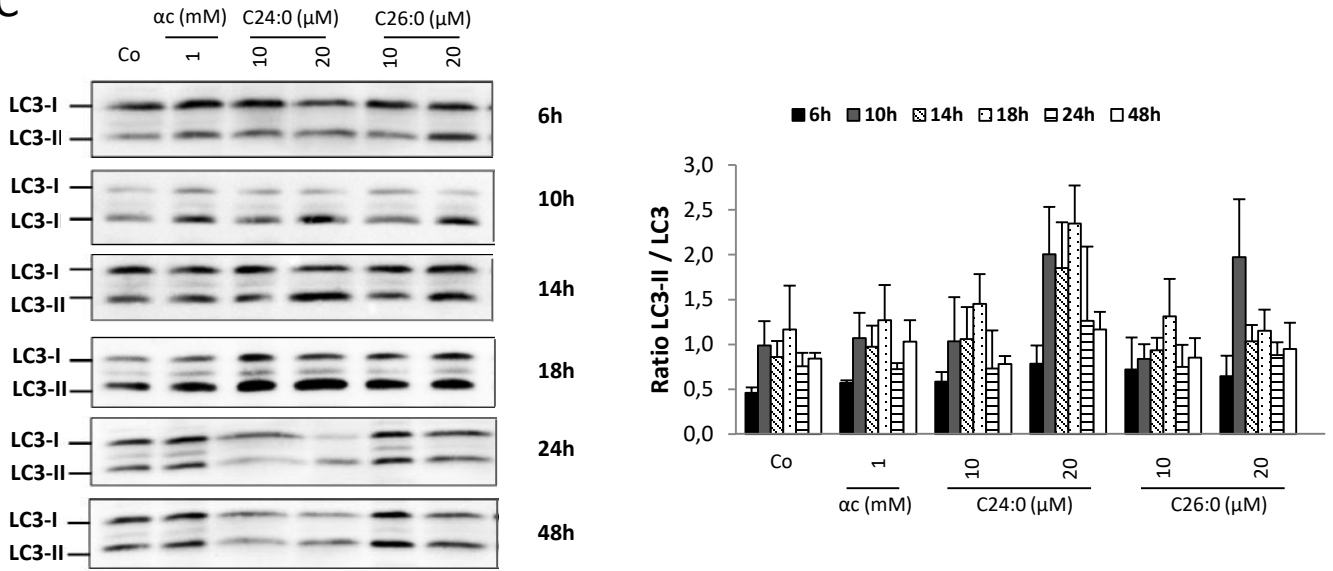 C
αc (mM) C24:0 (µM) C26:0 (µM)
Co 1 10 20 10 20
LC3-I
LC3-II
6h
LC3-I
LC3-I
10h
LC3-I
LC3-II
14h
LC3-I
LC3-II
18h
LC3-I
LC3-II
24h
LC3-I
LC3-II
48h
6h 10h 14h 18h 24h 48h
Ratio LC3-II / LC3
3,0
2,5
2,0
1,5
1,0
0,5
0,0
Co 1 10 20 10 20
αc (mM) C24:0 (µM) C26:0 (µM)